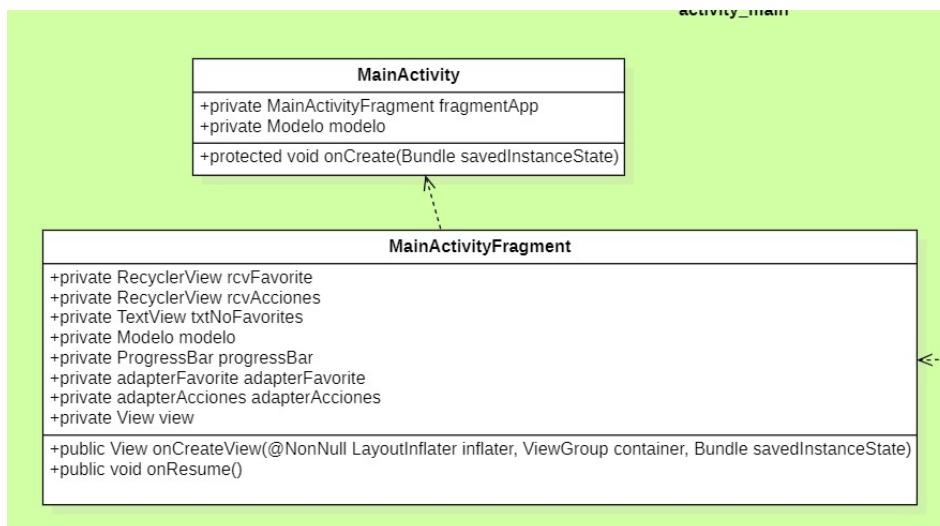 activity_main
MainActivity
+private MainActivityFragment fragmentApp
+private Modelo modelo
+protected void onCreate(Bundle savedInstanceState)
MainActivityFragment
+private RecyclerView rcvFavorite
+private RecyclerView rcvAcciones
+private TextView txtNoFavorites
+private Modelo modelo
+private ProgressBar progressBar
+private adapterFavorite adapterFavorite
+private adapterAcciones adapterAcciones
+private View view
+public View onCreateView(@NonNull LayoutInflater inflater, ViewGroup container, Bundle savedInstanceState)
+public void onResume()